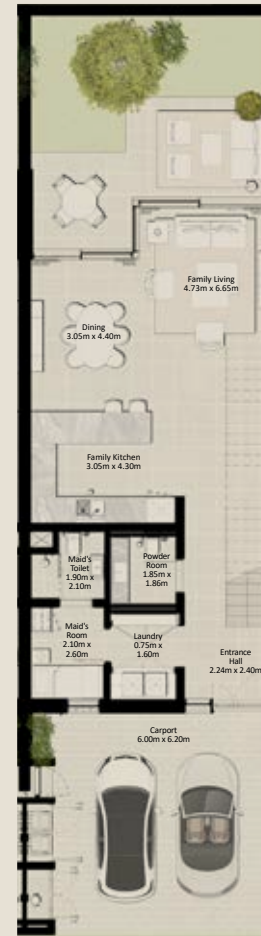 Family Living
4.73m x 6.65m
Dining
3.05m x 4.40m
Family Kitchen
3.05m x 4.30m
Maid's
Toilet
1.90m x
2.10m
Powder
Room
1.85m x
1.86m
Maid's
Room
2.10m x
2.60m
Laundry
0.75m x
1.60m
Entrance
Hall
2.24m x 2.40m
Carport
6.00m x 6.20m